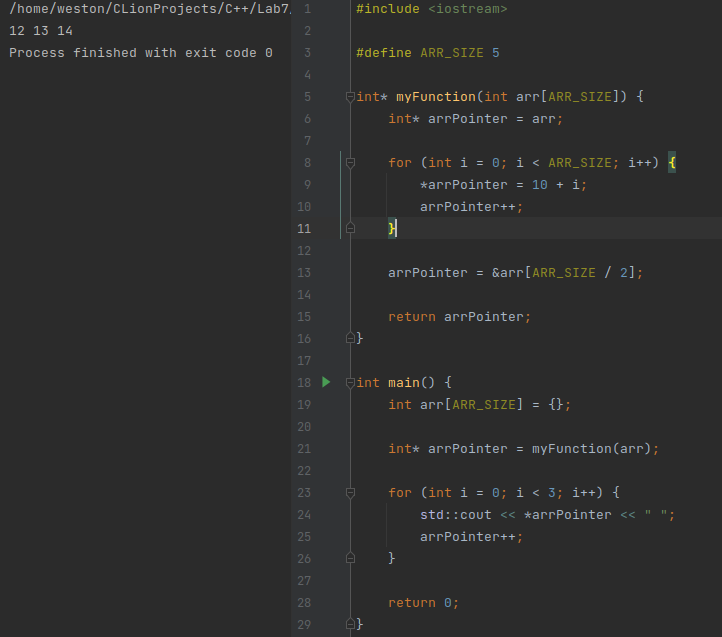 /home/weston/CLionProjects/C++/Lab7/
12 13 14
Process finished with exit code 0
1 #include <iostream>
2
3 #define ARR_SIZE 5
4
5 int* myFunction(int arr[ARR_SIZE]) {
6     int* arrPointer = arr;
7
8     for (int i = 0; i < ARR_SIZE; i++) {
9         *arrPointer = 10 + i;
10         arrPointer++;
11     }
12
13     arrPointer = &arr[ARR_SIZE / 2];
14
15     return arrPointer;
16 }
17
18 int main() {
19     int arr[ARR_SIZE] = {};
20
21     int* arrPointer = myFunction(arr);
22
23     for (int i = 0; i < 3; i++) {
24         std::cout << *arrPointer << " ";
25         arrPointer++;
26     }
27
28     return 0;
29 }